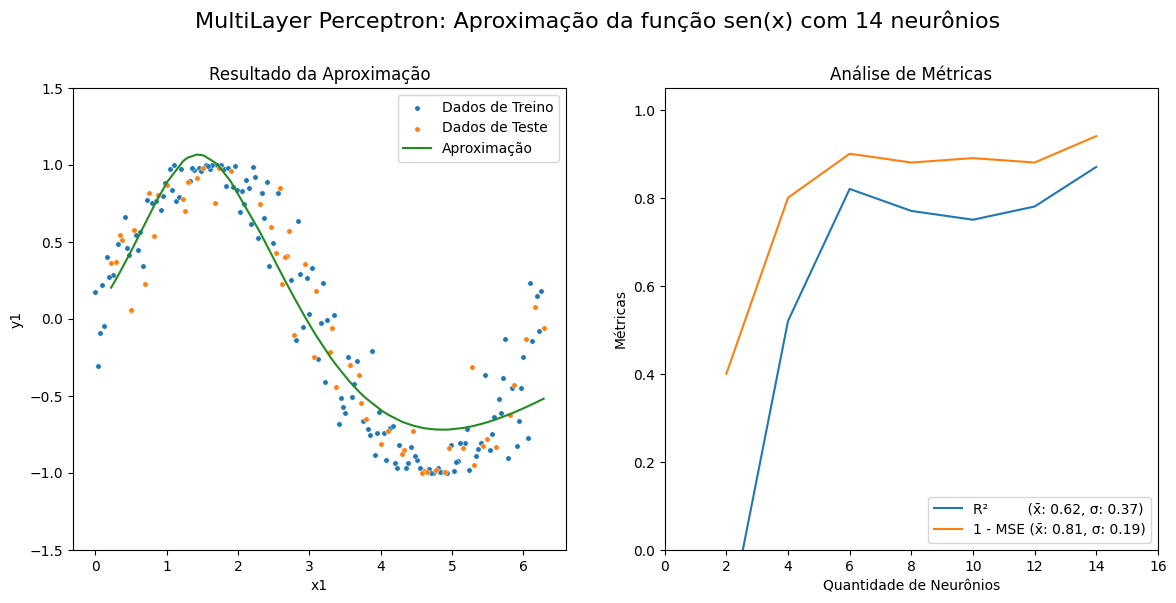 MultiLayer Perceptron: Aproximação da função sen(x) com 14 neurônios
Resultado da Aproximação
1.5
1.0
0.5
0.0
−0.5
−1.0
−1.5
y1
0 1 2 3 4 5 6
x1
Dados de Treino
Dados de Teste
Aproximação
Análise de Métricas
1.0
0.8
0.6
0.4
0.2
0.0
Métricas
0 2 4 6 8 10 12 14 16
Quantidade de Neurônios
R² (x̄: 0.62, σ: 0.37)
1 - MSE (x̄: 0.81, σ: 0.19)